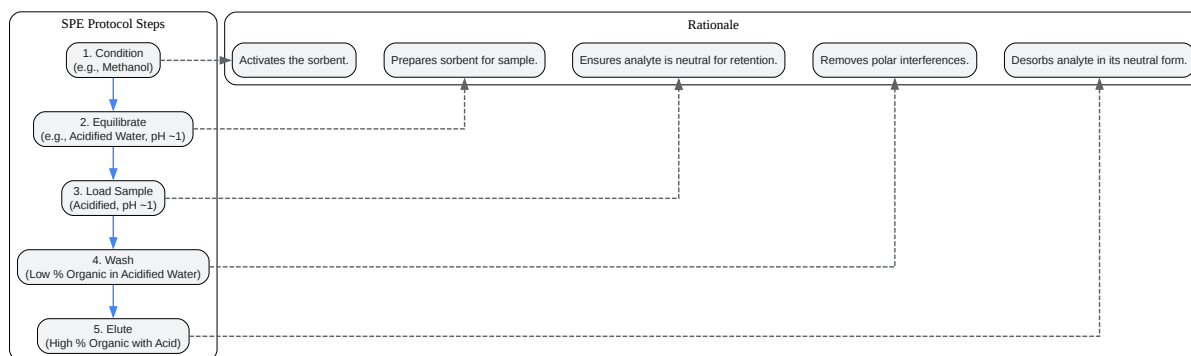 SPE Protocol Steps
1. Condition
(e.g., Methanol)
2. Equilibrate
(e.g., Acidified Water, pH ~1)
3. Load Sample
(Acidified, pH ~1)
4. Wash
(Low % Organic in Acidified Water)
5. Elute
(High % Organic with Acid)
Rationale
Activates the sorbent.
Prepares sorbent for sample.
Ensures analyte is neutral for retention.
Removes polar interferences.
Desorbs analyte in its neutral form.